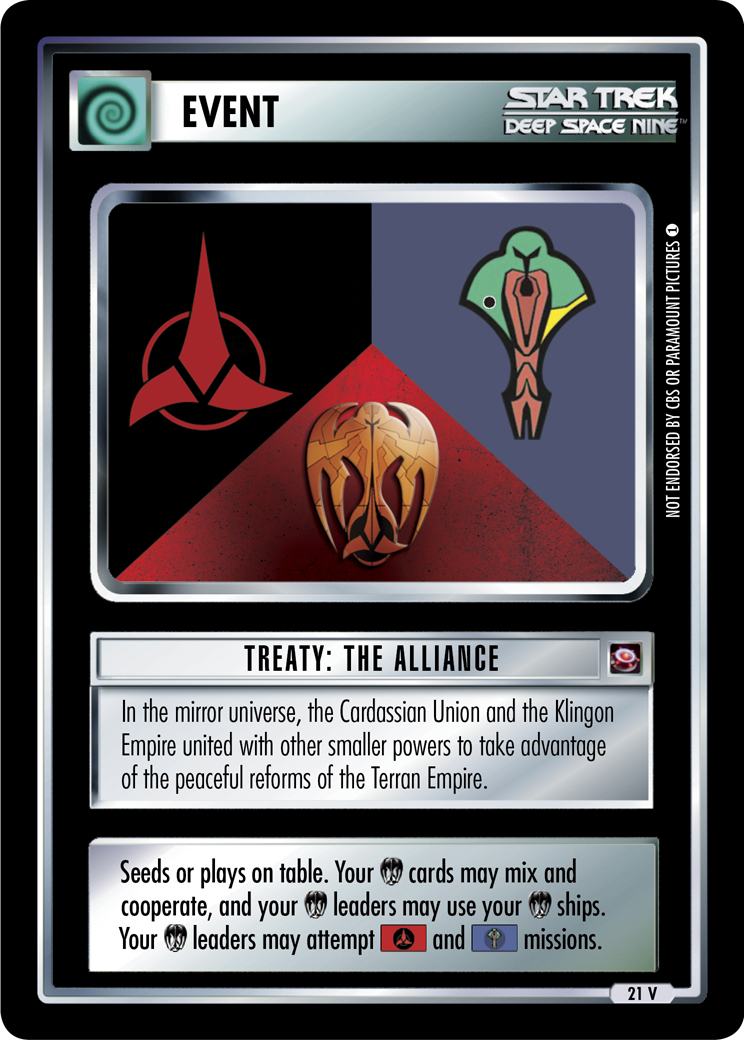 EVENT
STAR TREK
DEEP SPACE NINE™
NOT ENDORSED BY CBS OR PARAMOUNT PICTURES 1
TREATY: THE ALLIANCE
In the mirror universe, the Cardassian Union and the Klingon
Empire united with other smaller powers to take advantage
of the peaceful reforms of the Terran Empire.
Seeds or plays on table. Your cards may mix and
cooperate, and your leaders may use your ships.
Your leaders may attempt and missions.
21 V